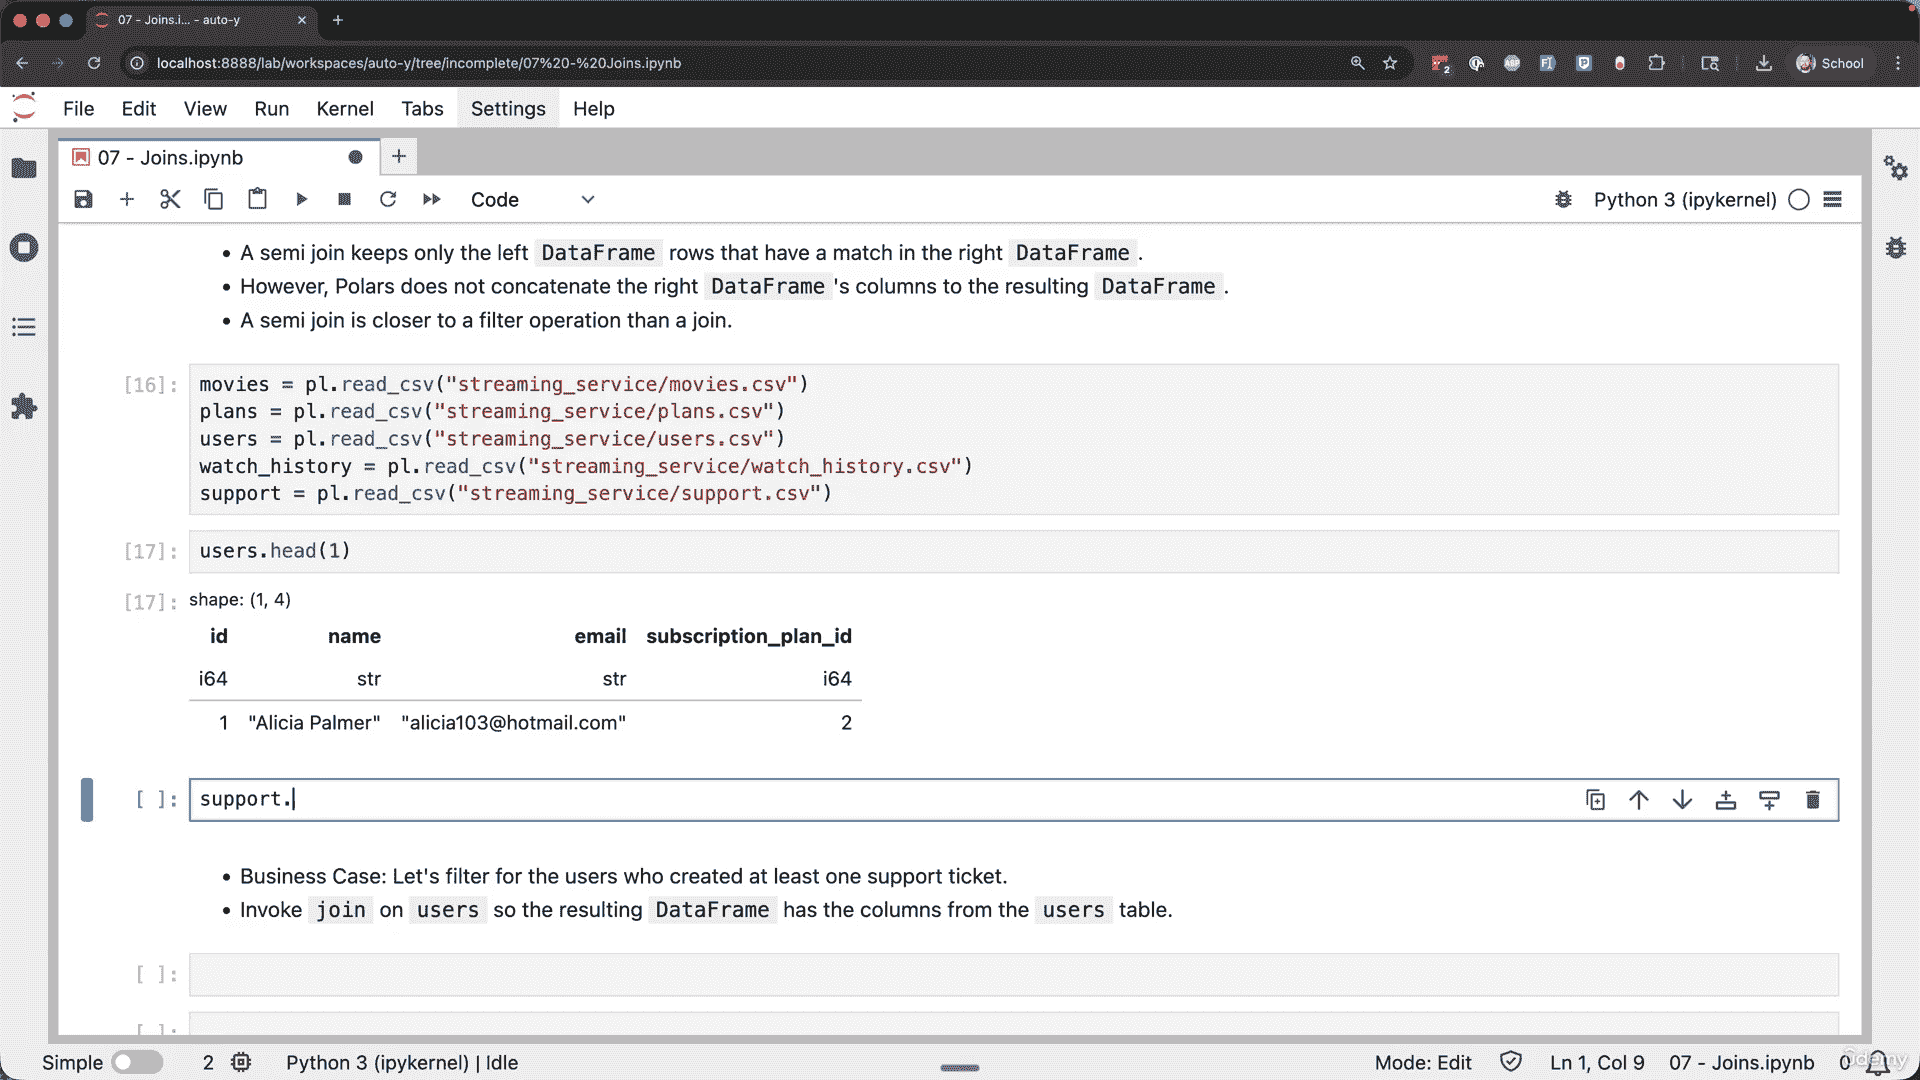 07 - Joins.i... - auto-y
localhost:8888/lab/workspaces/auto-y/tree/incomplete/07%20-%20Joins.ipynb
2
ABP
School
File Edit View Run Kernel Tabs Settings Help
07 - Joins.ipynb
Code
Python 3 (ipykernel)
• A semi join keeps only the left DataFrame rows that have a match in the right DataFrame.
• However, Polars does not concatenate the right DataFrame's columns to the resulting DataFrame.
• A semi join is closer to a filter operation than a join.
[16]: movies = pl.read_csv("streaming_service/movies.csv")
plans = pl.read_csv("streaming_service/plans.csv")
users = pl.read_csv("streaming_service/users.csv")
watch_history = pl.read_csv("streaming_service/watch_history.csv")
support = pl.read_csv("streaming_service/support.csv")
[17]: users.head(1)
[17]: shape: (1, 4)
id name email subscription_plan_id
i64 str str i64
1 "Alicia Palmer" "alicia103@hotmail.com" 2
[ ]: support.
• Business Case: Let's filter for the users who created at least one support ticket.
• Invoke join on users so the resulting DataFrame has the columns from the users table.
[ ]:
[ ]:
Simple 2 Python 3 (ipykernel) | Idle Mode: Edit Ln 1, Col 9 07 - Joins.ipynb 0
udemy